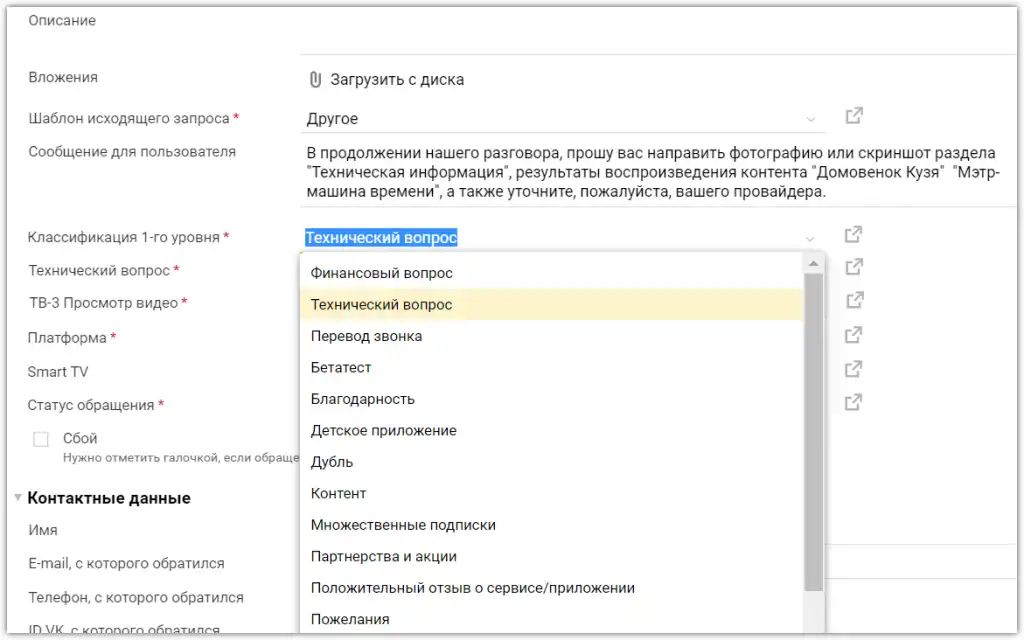 Описание
Вложения
Загрузить с диска
Шаблон исходящего запроса *
Другое
Сообщение для пользователя
В продолжении нашего разговора, прошу вас направить фотографию или скриншот раздела
"Техническая информация", результаты воспроизведения контента "Домовенок Кузя" "Мэтр-
машина времени", а также уточните, пожалуйста, вашего провайдера.
Классификация 1-го уровня *
Технический вопрос
Финансовый вопрос
Технический вопрос *
Технический вопрос
ТВ-3 Просмотр видео *
Перевод звонка
Платформа *
Бетатест
Smart TV
Благодарность
Статус обращения *
Детское приложение
Сбой
Нужно отметить галочкой, если обраще
Дубль
Контент
Контактные данные
Множественные подписки
Имя
Партнерства и акции
E-mail, с которого обратился
Положительный отзыв о сервисе/приложении
Телефон, с которого обратился
Пожелания
ID VK, с которого обратился